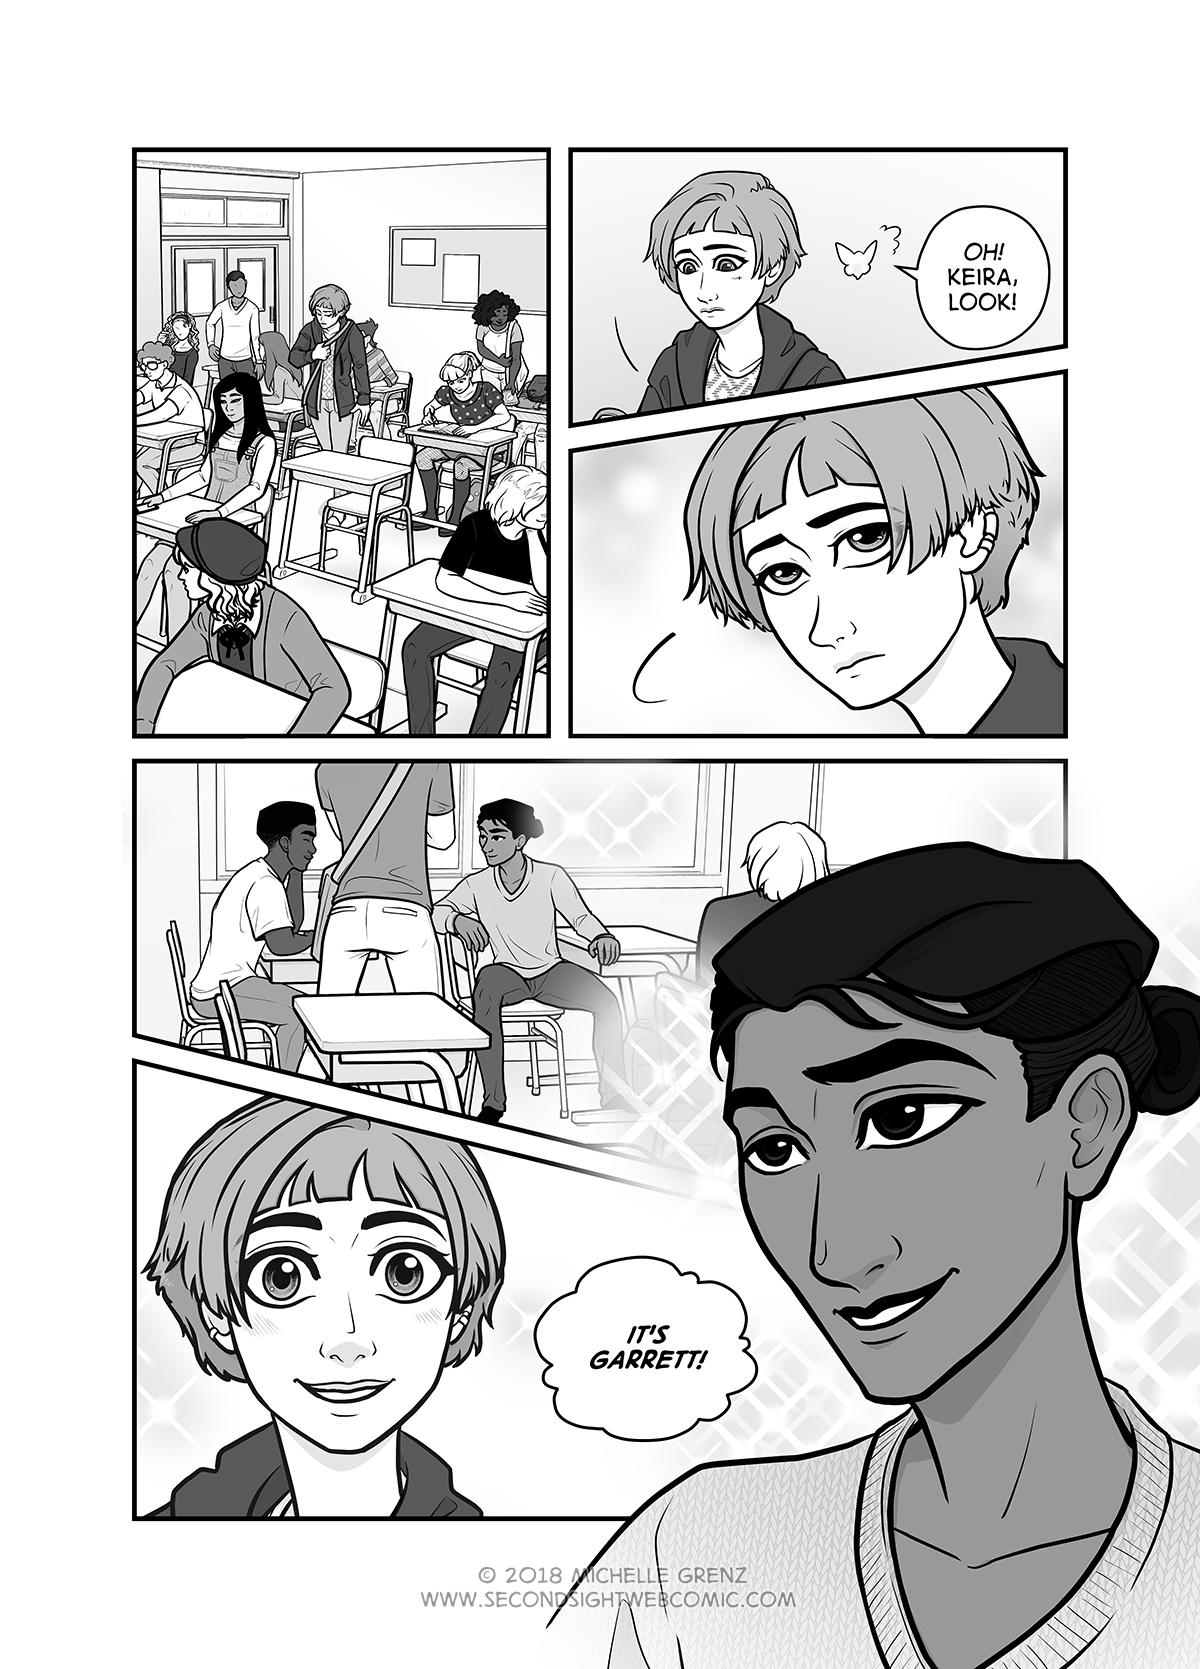 OH!
KEIRA,
LOOK!
IT'S
GARRETT!
© 2018 MICHELLE GRENZ
WWW.SECONDSIGHTWEBCOMIC.COM